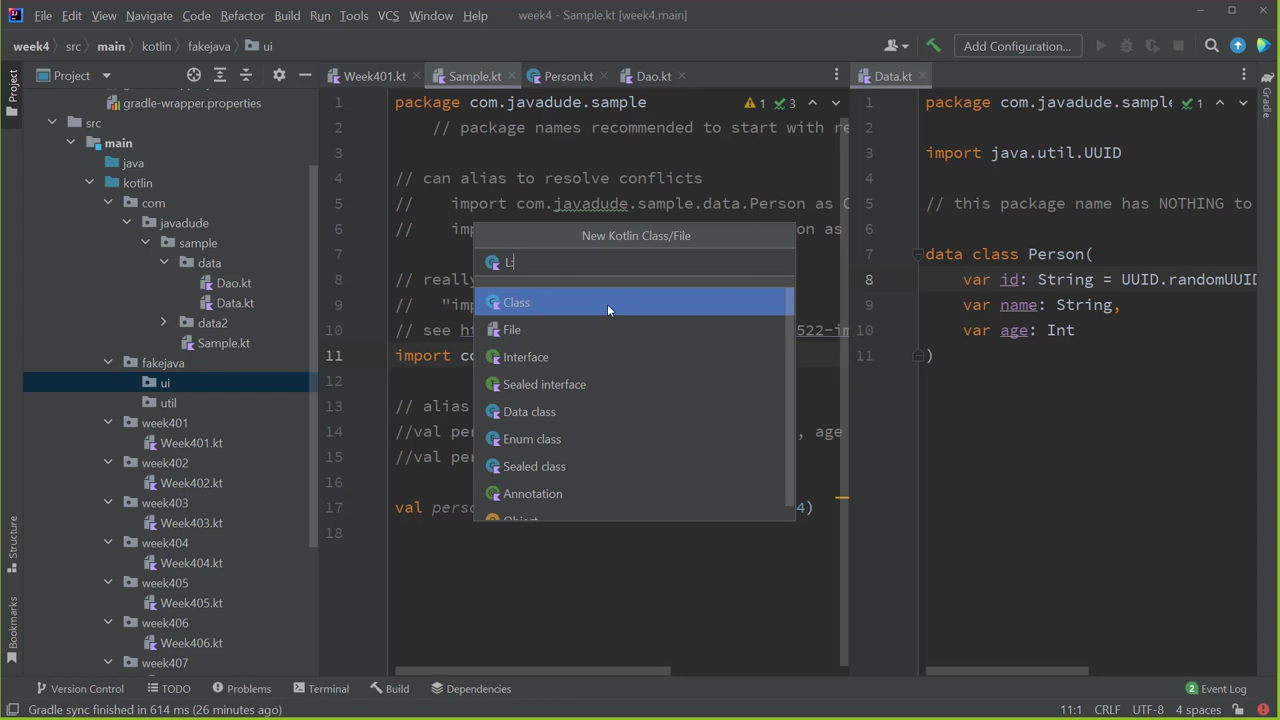 File Edit View Navigate Code Refactor Build Run Tools VCS Window Help week4 - Sample.kt [week4.main]
week4 src main kotlin fakejava ui Add Configuration...
Project
Week401.kt Sample.kt Person.kt Dao.kt Data.kt
Project
Structure
Bookmarks
Gradle
gradle-wrapper.properties
src
main
java
kotlin
com
javadude
sample
data
Dao.kt
Data.kt
data2
Sample.kt
fakejava
ui
util
week401
Week401.kt
week402
Week402.kt
week403
Week403.kt
week404
Week404.kt
week405
Week405.kt
week406
Week406.kt
week407
1 package com.javadude.sample 1 3
2 // package names recommended to start with re
3
4 // can alias to resolve conflicts
5 // import com.javadude.sample.data.Person as
6 // on as
7
8 // really
9 // "imp
10 // see 522-im
11 import co
12
13 // alias
14 //val per , age
15 //val per
16
17 val perso 4)
18
New Kotlin Class/File
L
Class
File
Interface
Sealed interface
Data class
Enum class
Sealed class
Annotation
Object
1 package com.javadude.sample 1
2
3 import java.util.UUID
4
5 // this package name has NOTHING to
6
7 data class Person(
8 var id: String = UUID.randomUUID
9 var name: String,
10 var age: Int
11 )
Version Control TODO Problems Terminal Build Dependencies 2 Event Log
Gradle sync finished in 614 ms (26 minutes ago) 11:1 CRLF UTF-8 4 spaces